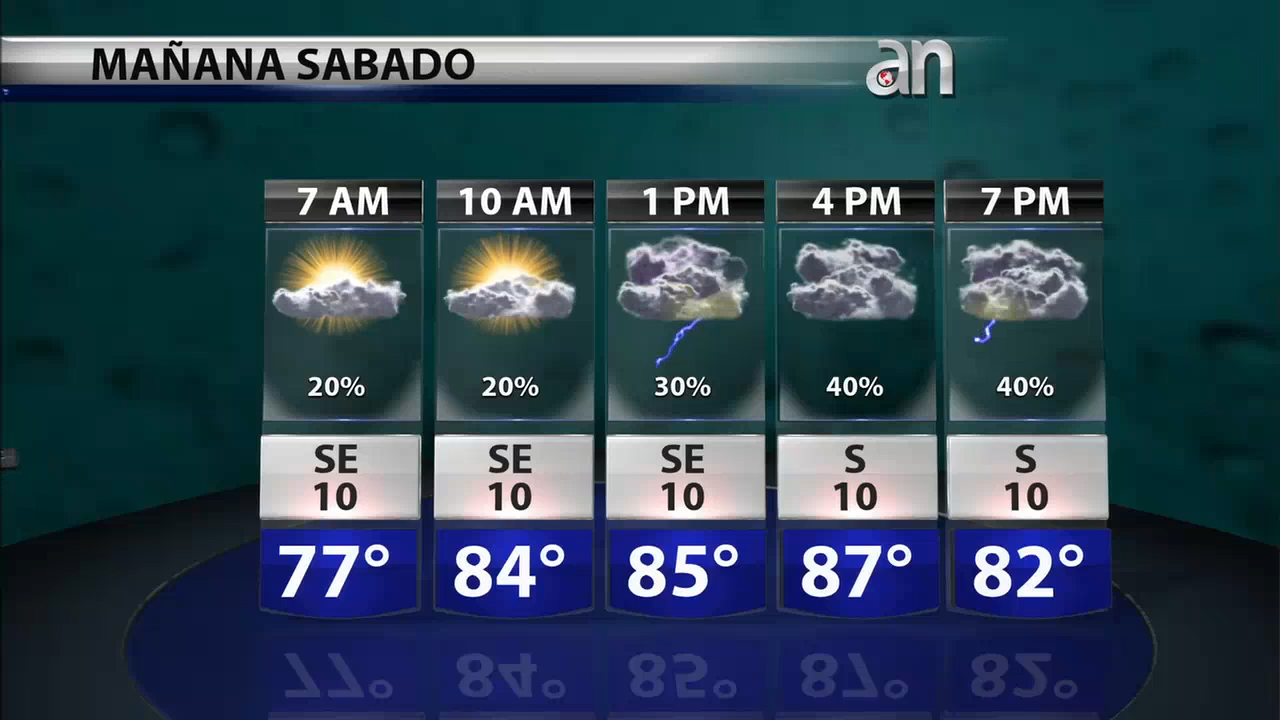 MAÑANA SABADO
an
7 AM
10 AM
1 PM
4 PM
7 PM
20%
20%
30%
40%
40%
SE
10
SE
10
SE
10
S
10
S
10
77°
84°
85°
87°
82°